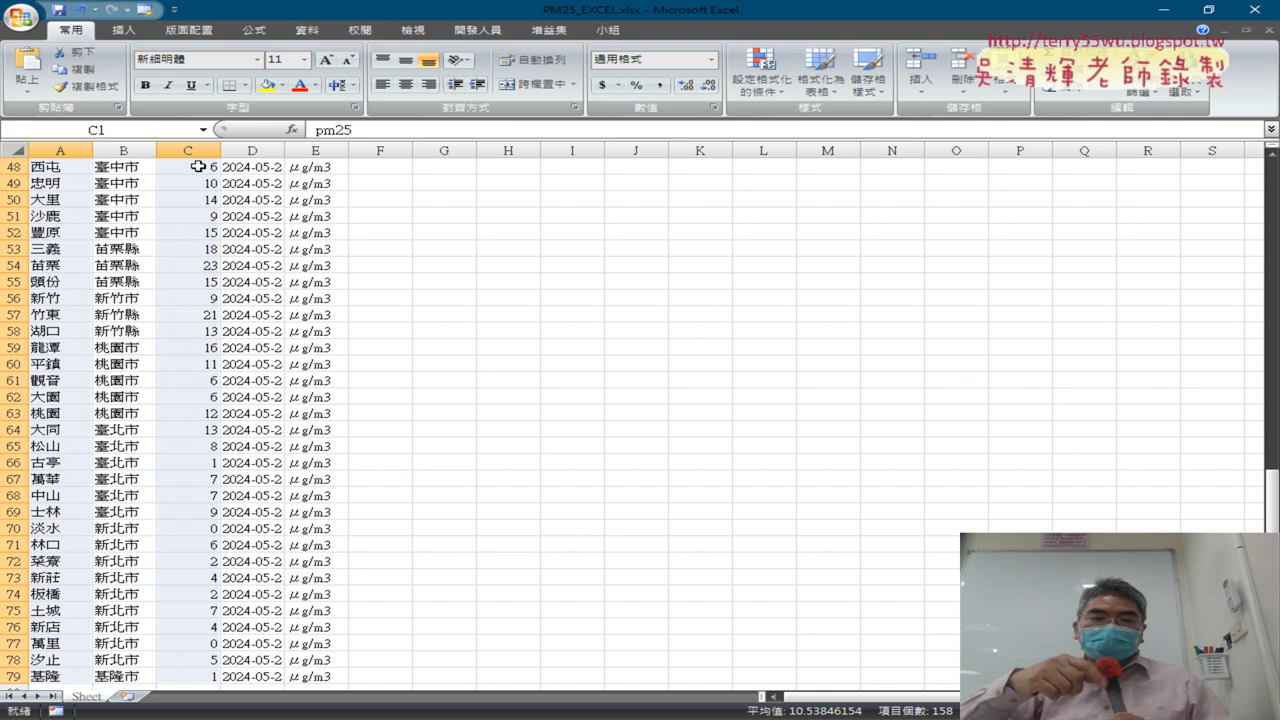 PM25_EXCEL.xlsx - Microsoft Excel
常用 插入 版面配置 公式 資料 校閱 檢視 開發人員 增益集 小組
http://terry55wu.blogspot.tw
吳清輝老師錄製
貼上 剪下 複製 複製格式 剪貼簿
新細明體 11 B I U A 中 字型
自動換列 跨欄置中 對齊方式
通用格式 $ % , 數值
設定格式化的條件 格式化為表格 儲存格樣式 樣式
插入 刪除 儲存格 編輯
C1 fx pm25
A B C D E F G H I J K L M N O P Q R S
48 西屯 臺中市 6 2024-05-2 μg/m3
49 忠明 臺中市 10 2024-05-2 μg/m3
50 大里 臺中市 14 2024-05-2 μg/m3
51 沙鹿 臺中市 9 2024-05-2 μg/m3
52 豐原 臺中市 15 2024-05-2 μg/m3
53 三義 苗栗縣 18 2024-05-2 μg/m3
54 苗栗 苗栗縣 23 2024-05-2 μg/m3
55 頭份 苗栗縣 15 2024-05-2 μg/m3
56 新竹 新竹市 9 2024-05-2 μg/m3
57 竹東 新竹縣 21 2024-05-2 μg/m3
58 湖口 新竹縣 13 2024-05-2 μg/m3
59 龍潭 桃園市 16 2024-05-2 μg/m3
60 平鎮 桃園市 11 2024-05-2 μg/m3
61 觀音 桃園市 6 2024-05-2 μg/m3
62 大園 桃園市 6 2024-05-2 μg/m3
63 桃園 桃園市 12 2024-05-2 μg/m3
64 大同 臺北市 13 2024-05-2 μg/m3
65 松山 臺北市 8 2024-05-2 μg/m3
66 古亭 臺北市 1 2024-05-2 μg/m3
67 萬華 臺北市 7 2024-05-2 μg/m3
68 中山 臺北市 7 2024-05-2 μg/m3
69 士林 臺北市 9 2024-05-2 μg/m3
70 淡水 新北市 0 2024-05-2 μg/m3
71 林口 新北市 6 2024-05-2 μg/m3
72 菜寮 新北市 2 2024-05-2 μg/m3
73 新莊 新北市 4 2024-05-2 μg/m3
74 板橋 新北市 2 2024-05-2 μg/m3
75 土城 新北市 7 2024-05-2 μg/m3
76 新店 新北市 4 2024-05-2 μg/m3
77 萬里 新北市 0 2024-05-2 μg/m3
78 汐止 新北市 5 2024-05-2 μg/m3
79 基隆 基隆市 1 2024-05-2 μg/m3
Sheet
就緒 平均值: 10.53846154 項目個數: 158